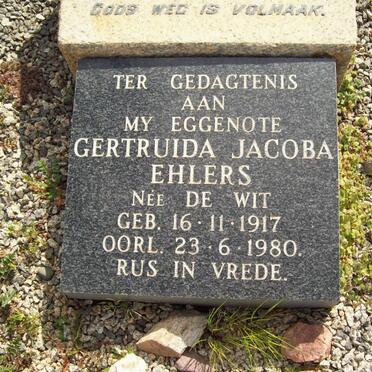 GODS WEG IS VOLMAAK.
TER GEDAGTENIS
AAN
MY EGGENOTE
GERTRUIDA JACOBA
EHLERS
NÉE DE WIT
GEB. 16·11·1917
OORL. 23·6·1980.
RUS IN VREDE.